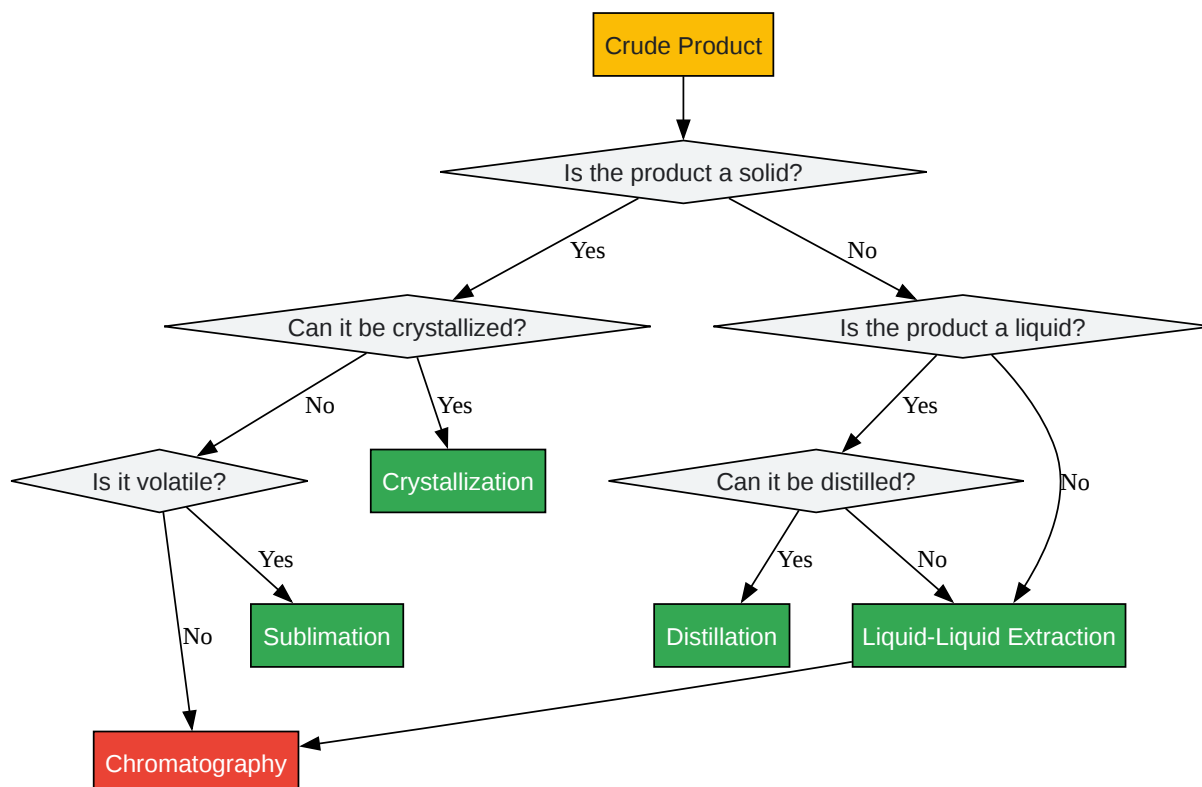 Crude Product
Is the product a solid?
Yes
No
Can it be crystallized?
Is the product a liquid?
No
Yes
Yes
Is it volatile?
Crystallization
Can it be distilled?
No
Yes
Yes
No
No
Sublimation
Distillation
Liquid-Liquid Extraction
Chromatography